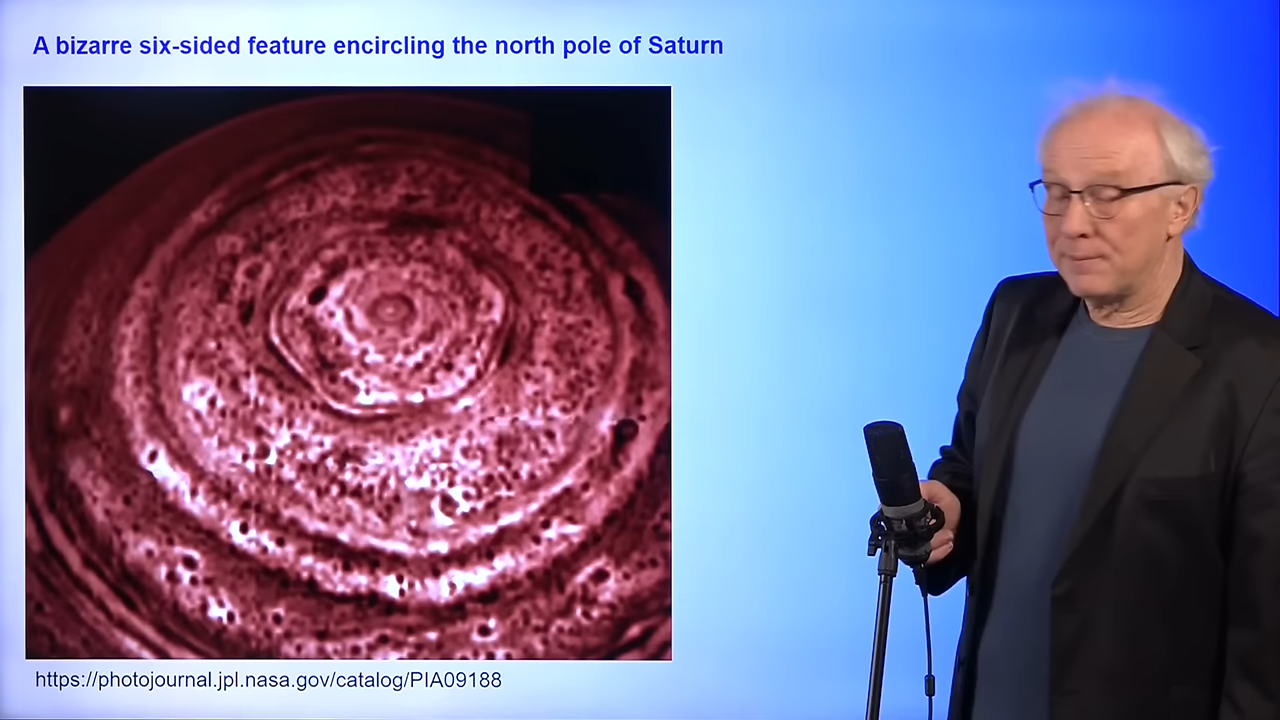 A bizarre six-sided feature encircling the north pole of Saturn
https://photojournal.jpl.nasa.gov/catalog/PIA09188